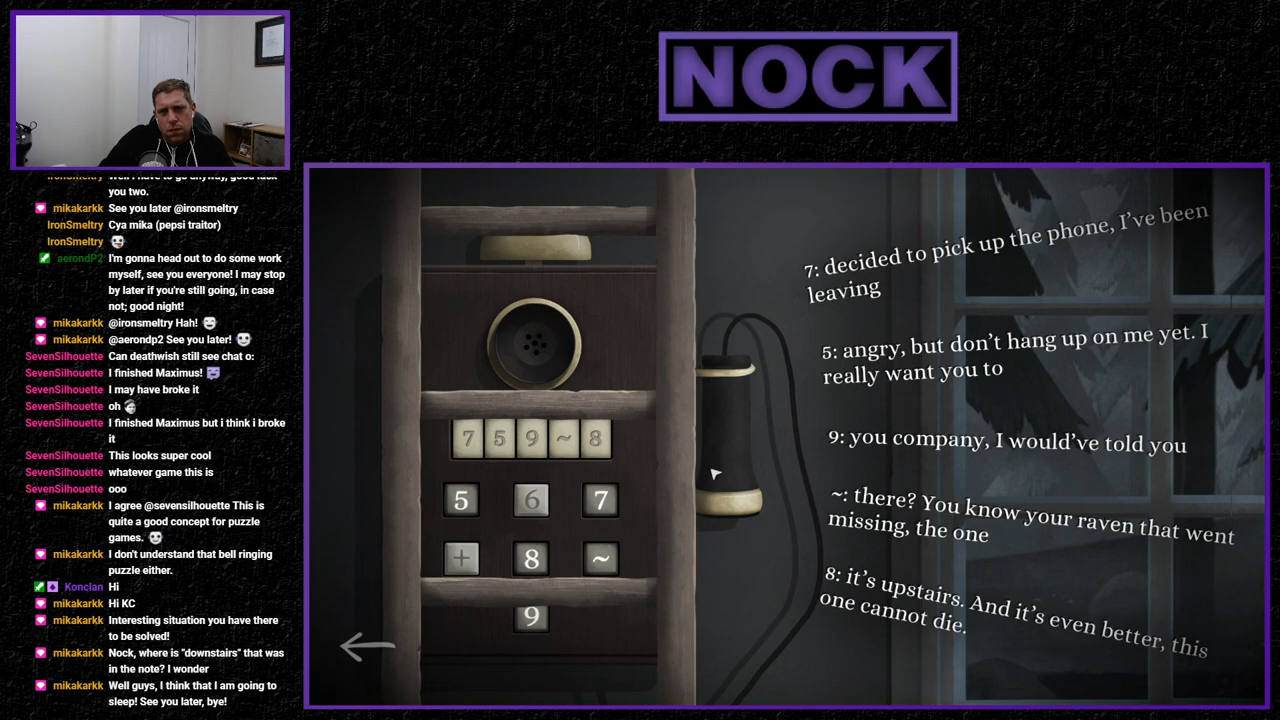 NOCK
IronSmeltry Well I have to go anyway, good luck
you two.
mikakarkk See you later @ironsmeltry
IronSmeltry Cya mika (pepsi traitor)
IronSmeltry
aerondP2 I'm gonna head out to do some work
myself, see you everyone! I may stop
by later if you're still going, in case
not; good night!
mikakarkk @ironsmeltry Hah!
mikakarkk @aerondp2 See you later!
SevenSilhouette Can deathwish still see chat o:
SevenSilhouette I finished Maximus!
SevenSilhouette I may have broke it
SevenSilhouette oh
SevenSilhouette I finished Maximus but i think i broke
it
SevenSilhouette This looks super cool
SevenSilhouette whatever game this is
SevenSilhouette ooo
mikakarkk I agree @sevensilhouette This is
quite a good concept for puzzle
games.
mikakarkk I don't understand that bell ringing
puzzle either.
Konclan Hi
mikakarkk Hi KC
mikakarkk Interesting situation you have there
to be solved!
mikakarkk Nock, where is "downstairs" that was
in the note? I wonder
mikakarkk Well guys, I think that I am going to
sleep! See you later, bye!
7 5 9 ~ 8
5 6 7
+ 8 ~
9
7: decided to pick up the phone, I've been
leaving
5: angry, but don't hang up on me yet. I
really want you to
9: you company, I would've told you
~: there? You know your raven that went
missing, the one
8: it's upstairs. And it's even better, this
one cannot die.